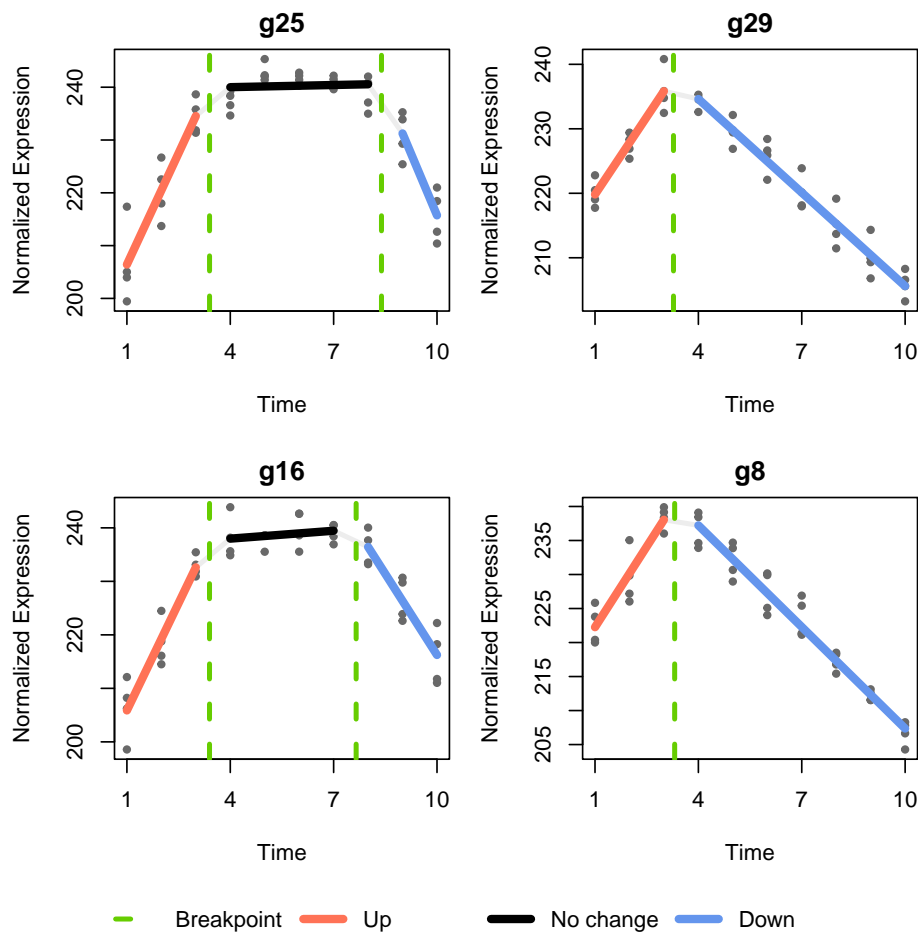 g25
Normalized Expression
200
220
240
1
4
7
10
Time
g29
Normalized Expression
210
220
230
240
1
4
7
10
Time
g16
Normalized Expression
200
220
240
1
4
7
10
Time
g8
Normalized Expression
205
215
225
235
1
4
7
10
Time
Breakpoint Up No change Down